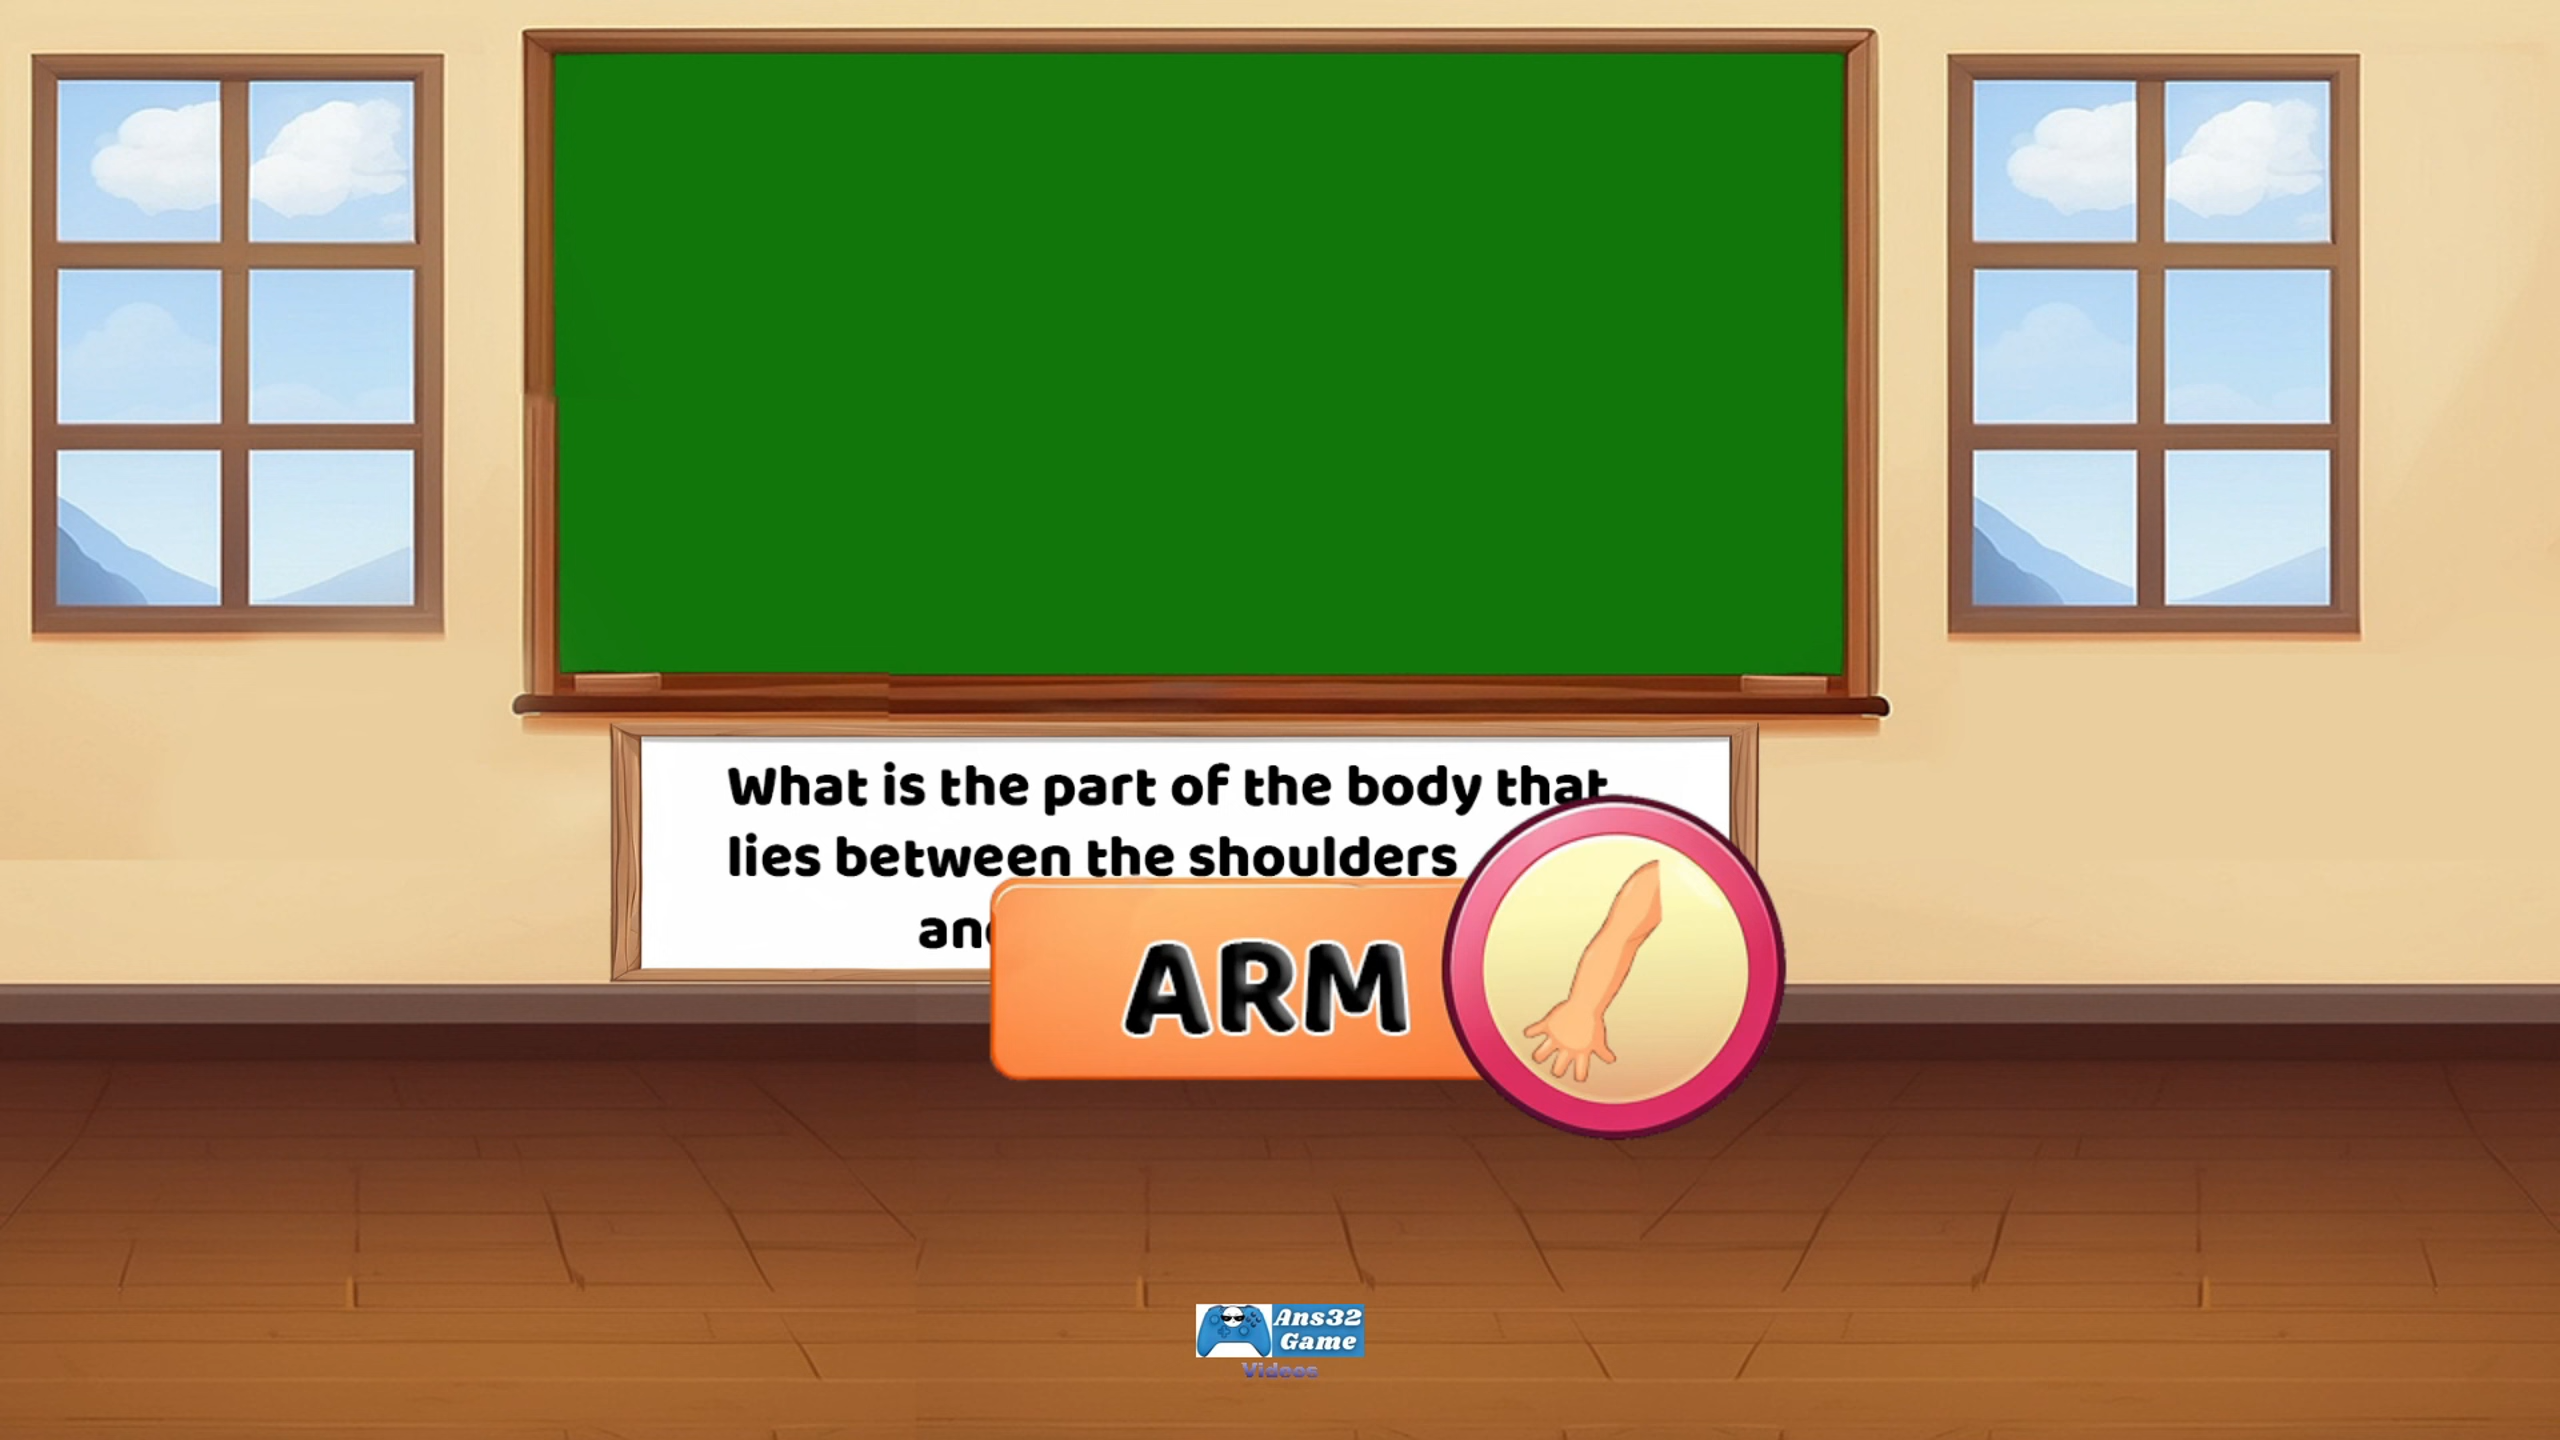 What is the part of the body that
lies between the shoulders
ARM
Ans32
Game
Videos